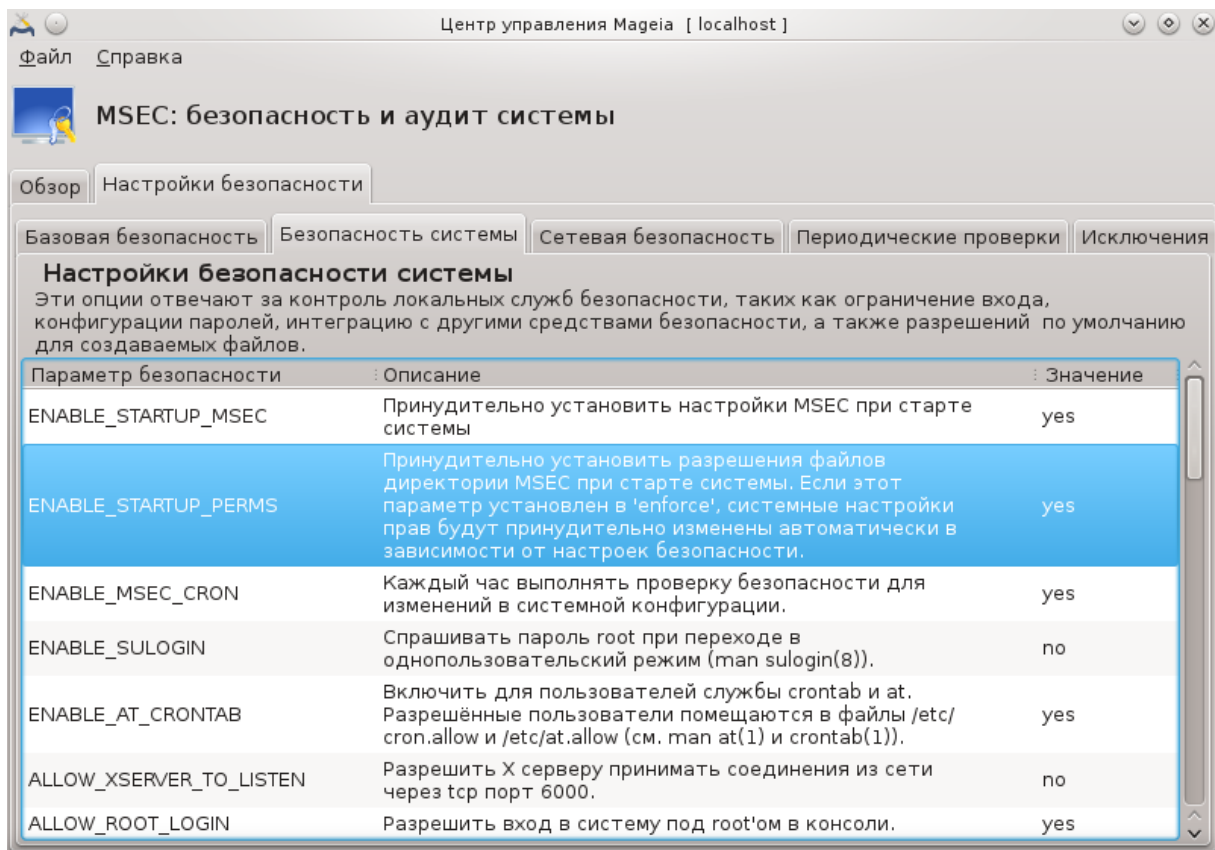 Центр управления Mageia [ localhost ]
Файл Справка
MSEC: безопасность и аудит системы
Обзор Настройки безопасности
Базовая безопасность Безопасность системы Сетевая безопасность Периодические проверки Исключения
Настройки безопасности системы
Эти опции отвечают за контроль локальных служб безопасности, таких как ограничение входа,
конфигурации паролей, интеграцию с другими средствами безопасности, а также разрешений по умолчанию
для создаваемых файлов.
Параметр безопасности Описание Значение
ENABLE_STARTUP_MSEC Принудительно установить настройки MSEC при старте
системы yes
ENABLE_STARTUP_PERMS Принудительно установить разрешения файлов
директории MSEC при старте системы. Если этот
параметр установлен в 'enforce', системные настройки yes
прав будут принудительно изменены автоматически в
зависимости от настроек безопасности.
ENABLE_MSEC_CRON Каждый час выполнять проверку безопасности для
изменений в системной конфигурации. yes
ENABLE_SULOGIN Спрашивать пароль root при переходе в
однопользовательский режим (man sulogin(8)). no
ENABLE_AT_CRONTAB Включить для пользователей службы crontab и at.
Разрешённые пользователи помещаются в файлы /etc/ yes
cron.allow и /etc/at.allow (см. man at(1) и crontab(1)).
ALLOW_XSERVER_TO_LISTEN Разрешить X серверу принимать соединения из сети
через tcp порт 6000. no
ALLOW_ROOT_LOGIN Разрешить вход в систему под root'ом в консоли. yes